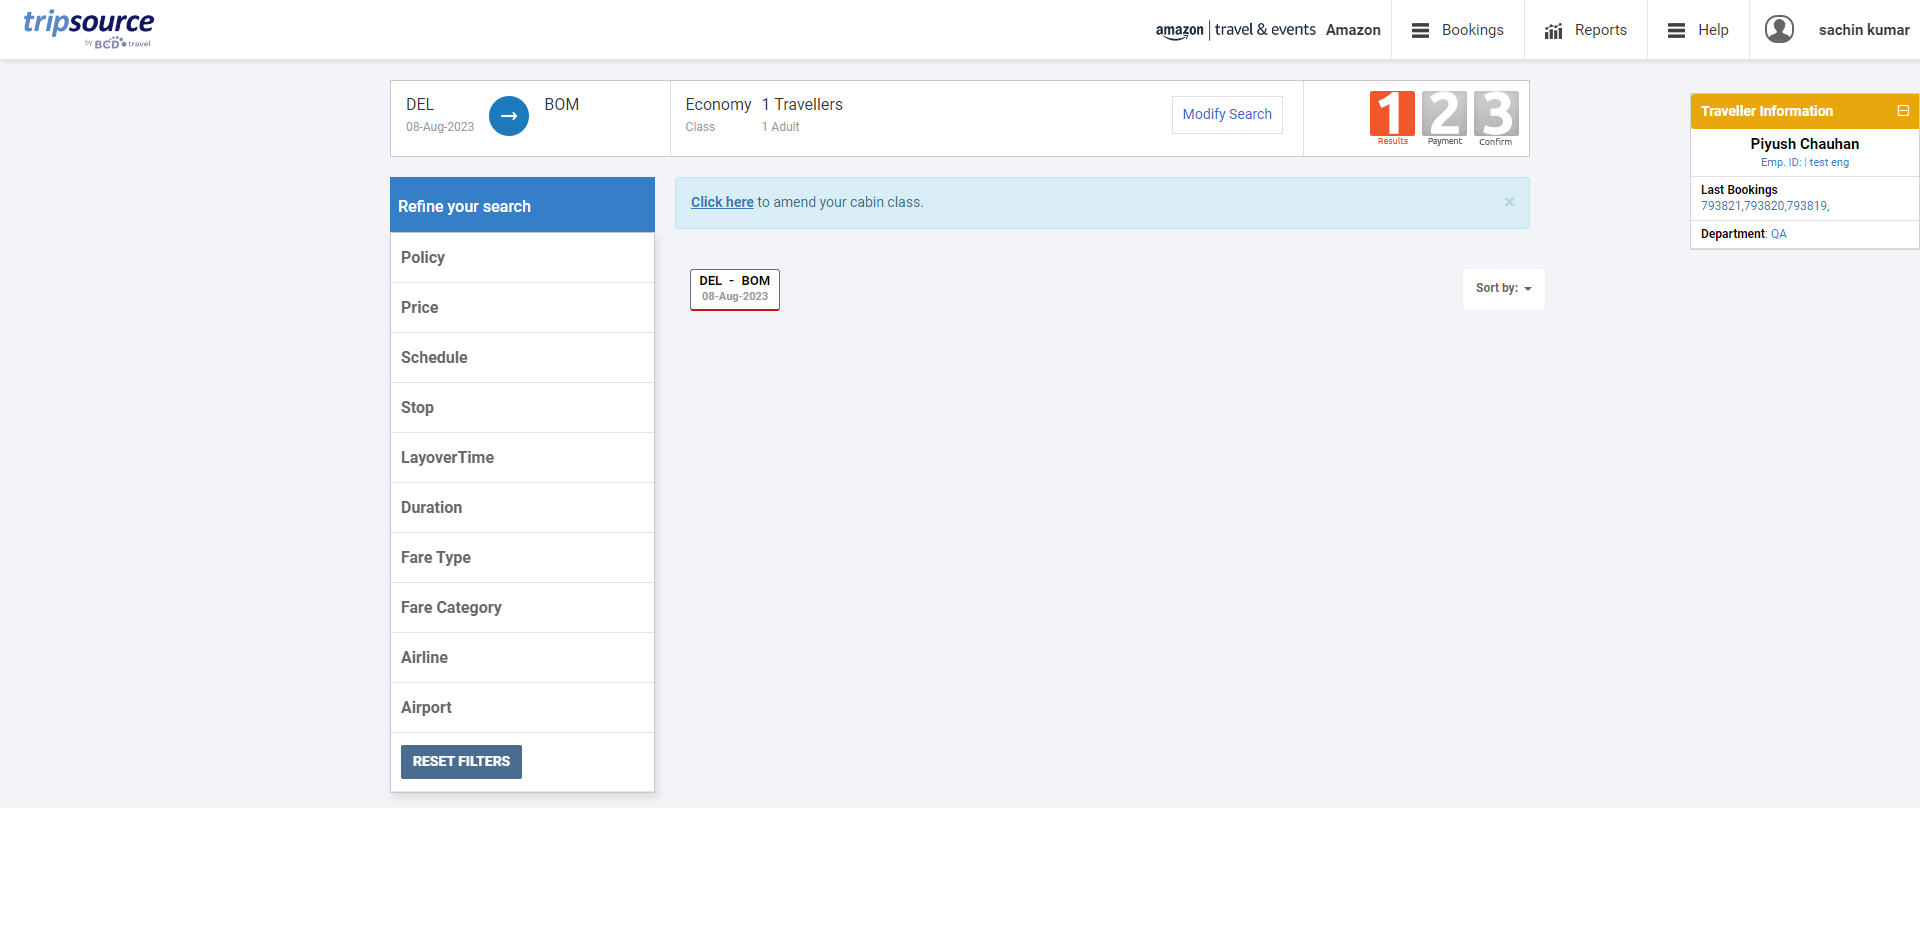 tripsource
by BCD travel
amazon | travel & events Amazon
Bookings
Reports
Help
sachin kumar
DEL
08-Aug-2023
BOM
Economy
Class
1 Travellers
1 Adult
Modify Search
1 2 3
Results Payment Confirm
Traveller Information
Piyush Chauhan
Emp. ID: | test eng
Last Bookings
793821,793820,793819,
Department: QA
Refine your search
Policy
Price
Schedule
Stop
LayoverTime
Duration
Fare Type
Fare Category
Airline
Airport
RESET FILTERS
Click here to amend your cabin class.
×
DEL - BOM
08-Aug-2023
Sort by: